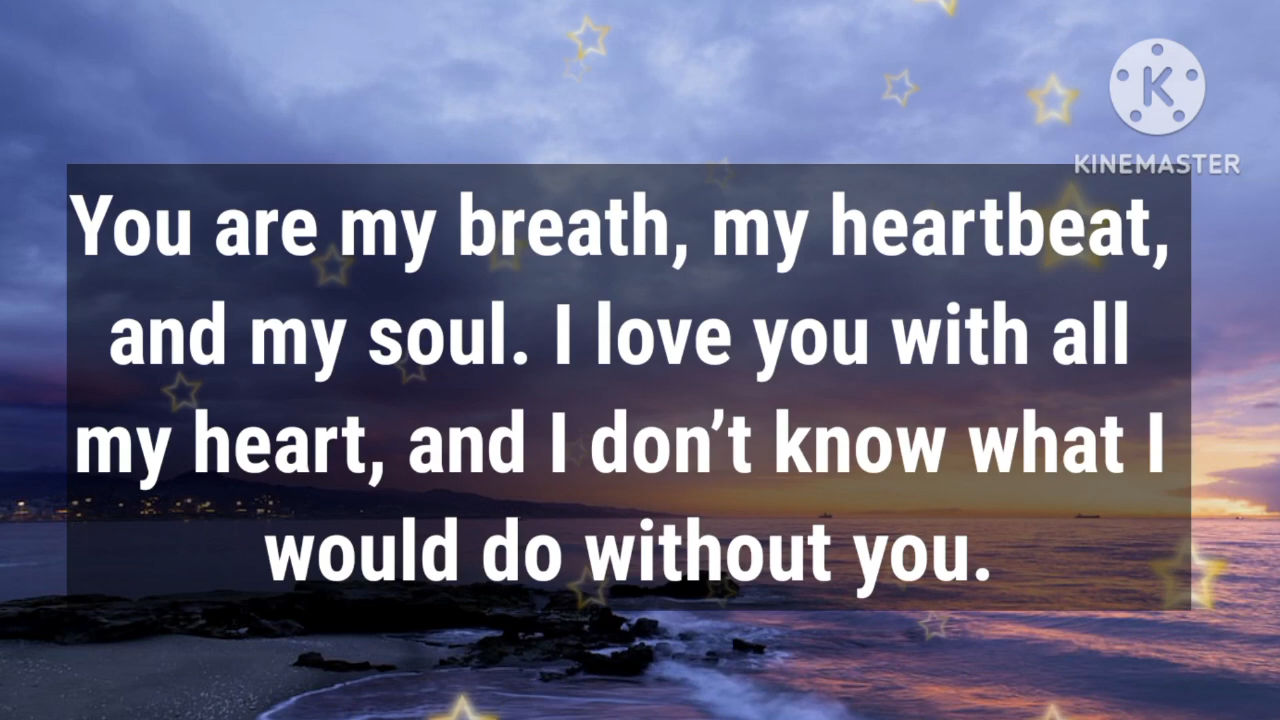 KINEMASTER
You are my breath, my heartbeat,
and my soul. I love you with all
my heart, and I don’t know what I
would do without you.